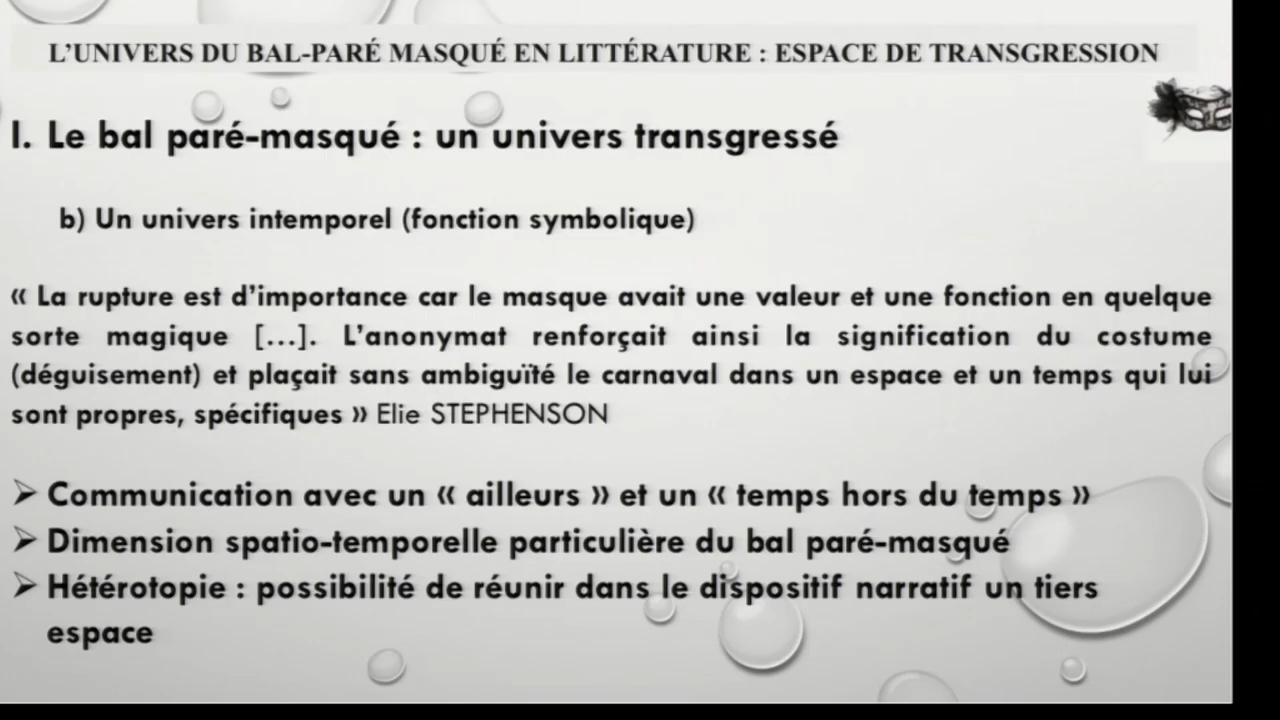 L’UNIVERS DU BAL-PARÉ MASQUÉ EN LITTÉRATURE : ESPACE DE TRANSGRESSION
I. Le bal paré-masqué : un univers transgressé
b) Un univers intemporel (fonction symbolique)
« La rupture est d’importance car le masque avait une valeur et une fonction en quelque
sorte magique [...]. L’anonymat renforçait ainsi la signification du costume
(déguisement) et plaçait sans ambiguïté le carnaval dans un espace et un temps qui lui
sont propres, spécifiques » Elie STEPHENSON
➢ Communication avec un « ailleurs » et un « temps hors du temps »
➢ Dimension spatio-temporelle particulière du bal paré-masqué
➢ Hétérotopie : possibilité de réunir dans le dispositif narratif un tiers
espace